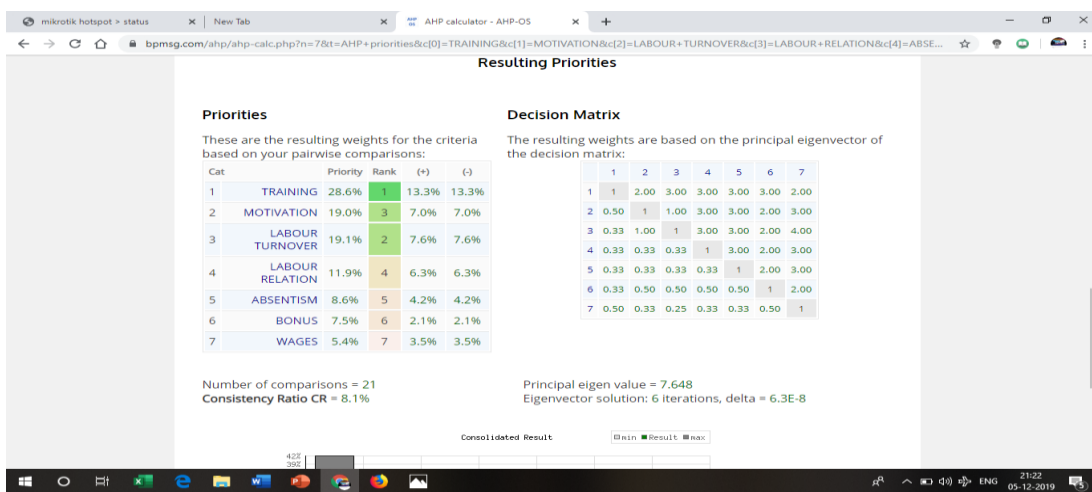 mikrotik hotspot > status
New Tab
AHP calculator - AHP-OS
bpmsg.com/ahp/ahp-calc.php?n=7&t=AHP+priorities&c[0]=TRAINING&c[1]=MOTIVATION&c[2]=LABOUR+TURNOVER&c[3]=LABOUR+RELATION&c[4]=ABSE...
Resulting Priorities
Priorities
These are the resulting weights for the criteria
based on your pairwise comparisons:
Cat Priority Rank (+) (-)
1 TRAINING 28.6% 1 13.3% 13.3%
2 MOTIVATION 19.0% 3 7.0% 7.0%
3 LABOUR TURNOVER 19.1% 2 7.6% 7.6%
4 LABOUR RELATION 11.9% 4 6.3% 6.3%
5 ABSENTISM 8.6% 5 4.2% 4.2%
6 BONUS 7.5% 6 2.1% 2.1%
7 WAGES 5.4% 7 3.5% 3.5%
Number of comparisons = 21
Consistency Ratio CR = 8.1%
Decision Matrix
The resulting weights are based on the principal eigenvector of
the decision matrix:
1 2 3 4 5 6 7
1 1 2.00 3.00 3.00 3.00 3.00 2.00
2 0.50 1 1.00 3.00 3.00 2.00 3.00
3 0.33 1.00 1 3.00 3.00 2.00 4.00
4 0.33 0.33 0.33 1 3.00 2.00 3.00
5 0.33 0.33 0.33 0.33 1 2.00 3.00
6 0.33 0.50 0.50 0.50 0.50 1 2.00
7 0.50 0.33 0.25 0.33 0.33 0.50 1
Principal eigen value = 7.648
Eigenvector solution: 6 iterations, delta = 6.3E-8
Consolidated Result
min Result max
42%
39%
ENG
21:22
05-12-2019